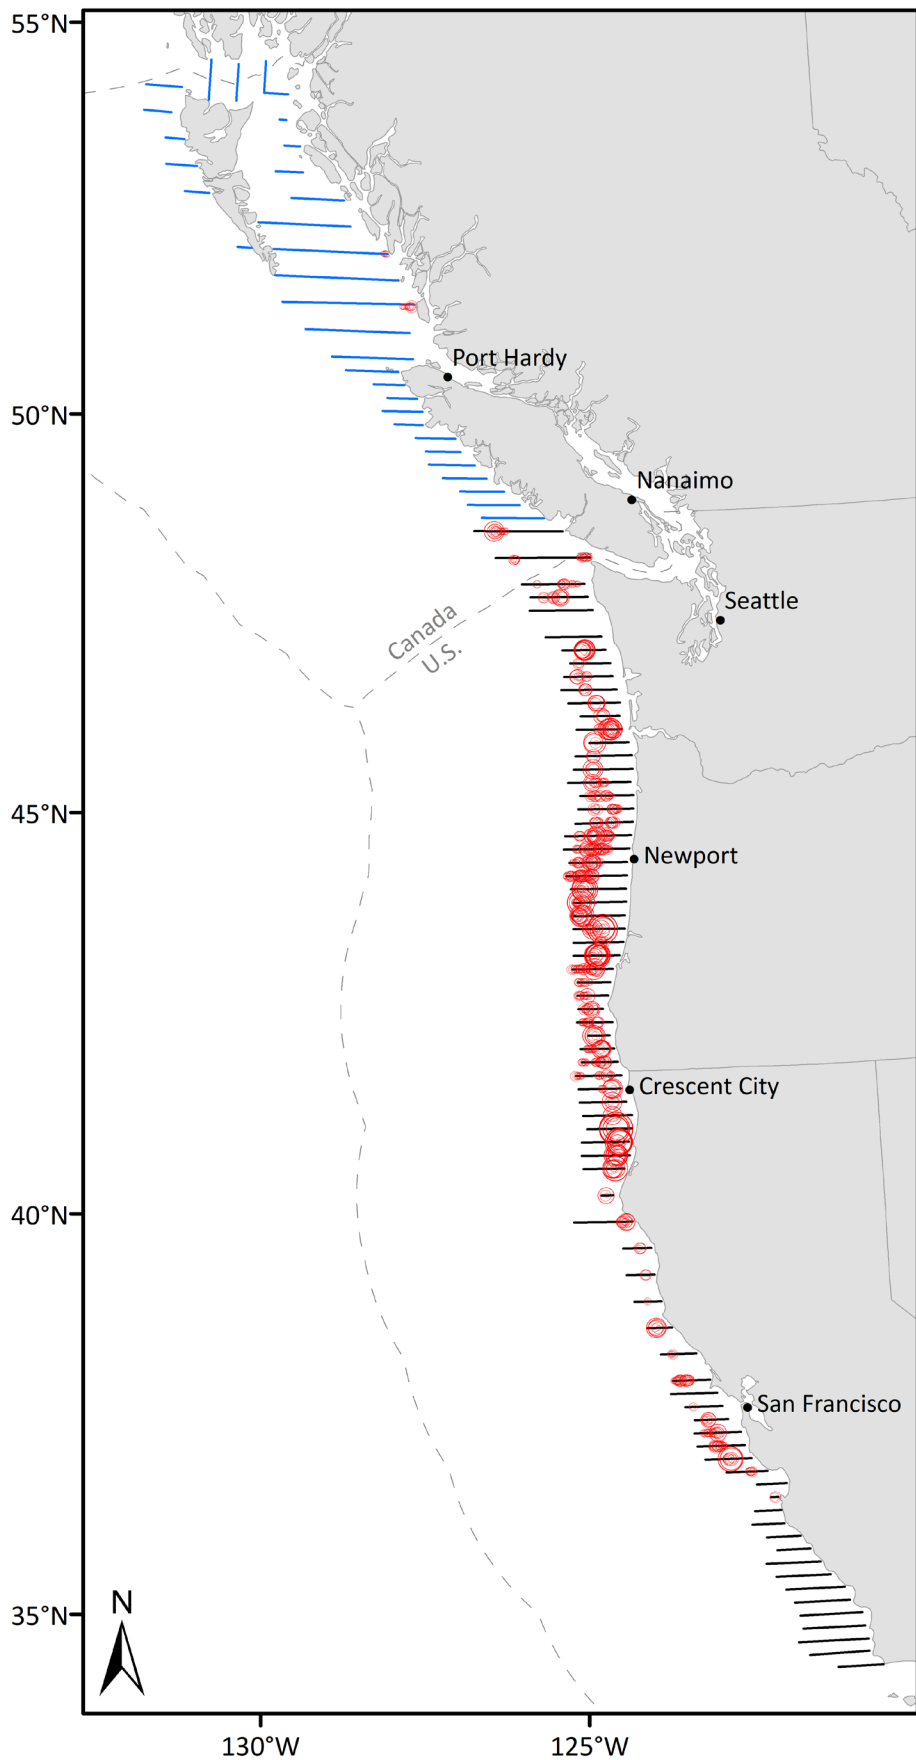 55°N
Port Hardy
50°N
Nanaimo
Seattle
Canada
U.S.
45°N
Newport
Crescent City
40°N
San Francisco
N
35°N
130°W
125°W